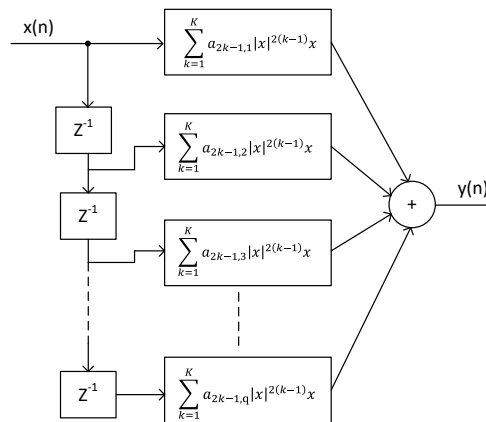 x(n)
\sum_{k=1}^{K} a_{2k-1,1}|x|^{2(k-1)}x
Z^{-1}
\sum_{k=1}^{K} a_{2k-1,2}|x|^{2(k-1)}x
Z^{-1}
y(n)
+
\sum_{k=1}^{K} a_{2k-1,3}|x|^{2(k-1)}x
Z^{-1}
\sum_{k=1}^{K} a_{2k-1,q}|x|^{2(k-1)}x